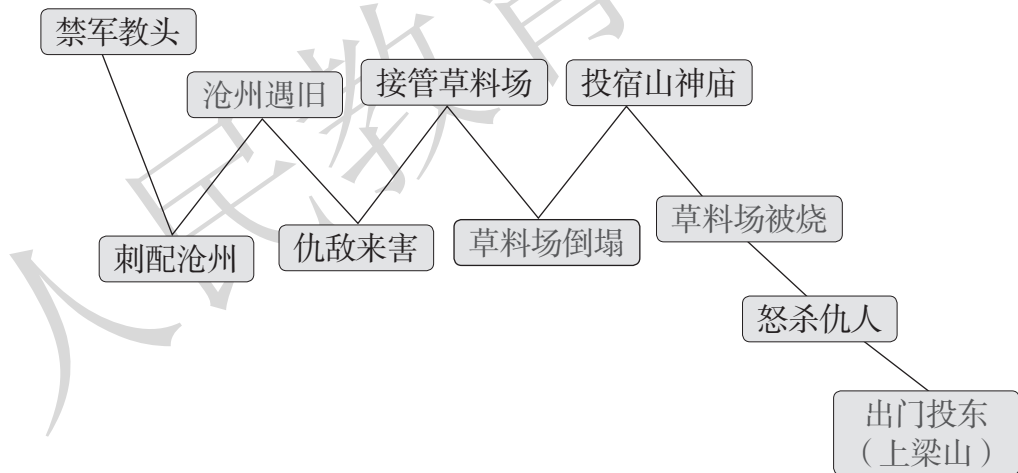 禁军教头
沧州遇旧
接管草料场
投宿山神庙
刺配沧州
仇敌来害
草料场倒塌
草料场被烧
怒杀仇人
出门投东
（上梁山）
人民教育